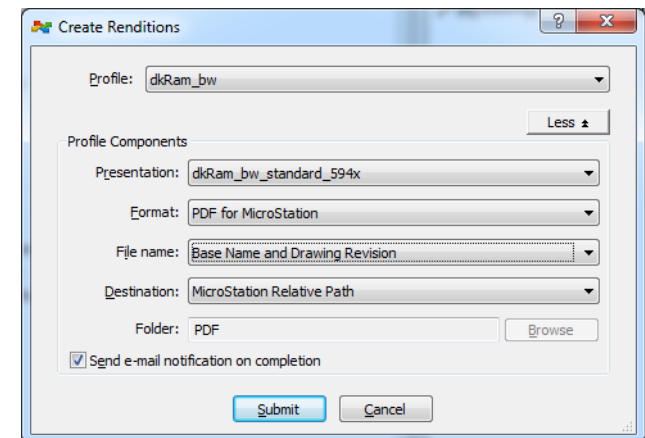 Create Renditions
?
X
Profile: dkRam_bw
Less
Profile Components
Presentation: dkRam_bw_standard_594x
Format: PDF for MicroStation
File name: Base Name and Drawing Revision
Destination: MicroStation Relative Path
Folder: PDF Browse
Send e-mail notification on completion
Submit Cancel